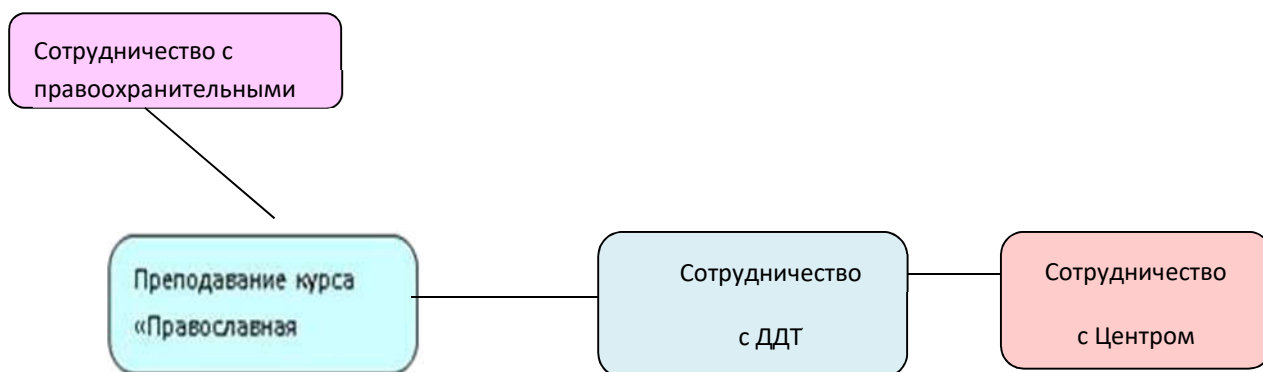 Сотрудничество с
правоохранительными
Преподавание курса
«Православная
Сотрудничество
с ДДТ
Сотрудничество
с Центром